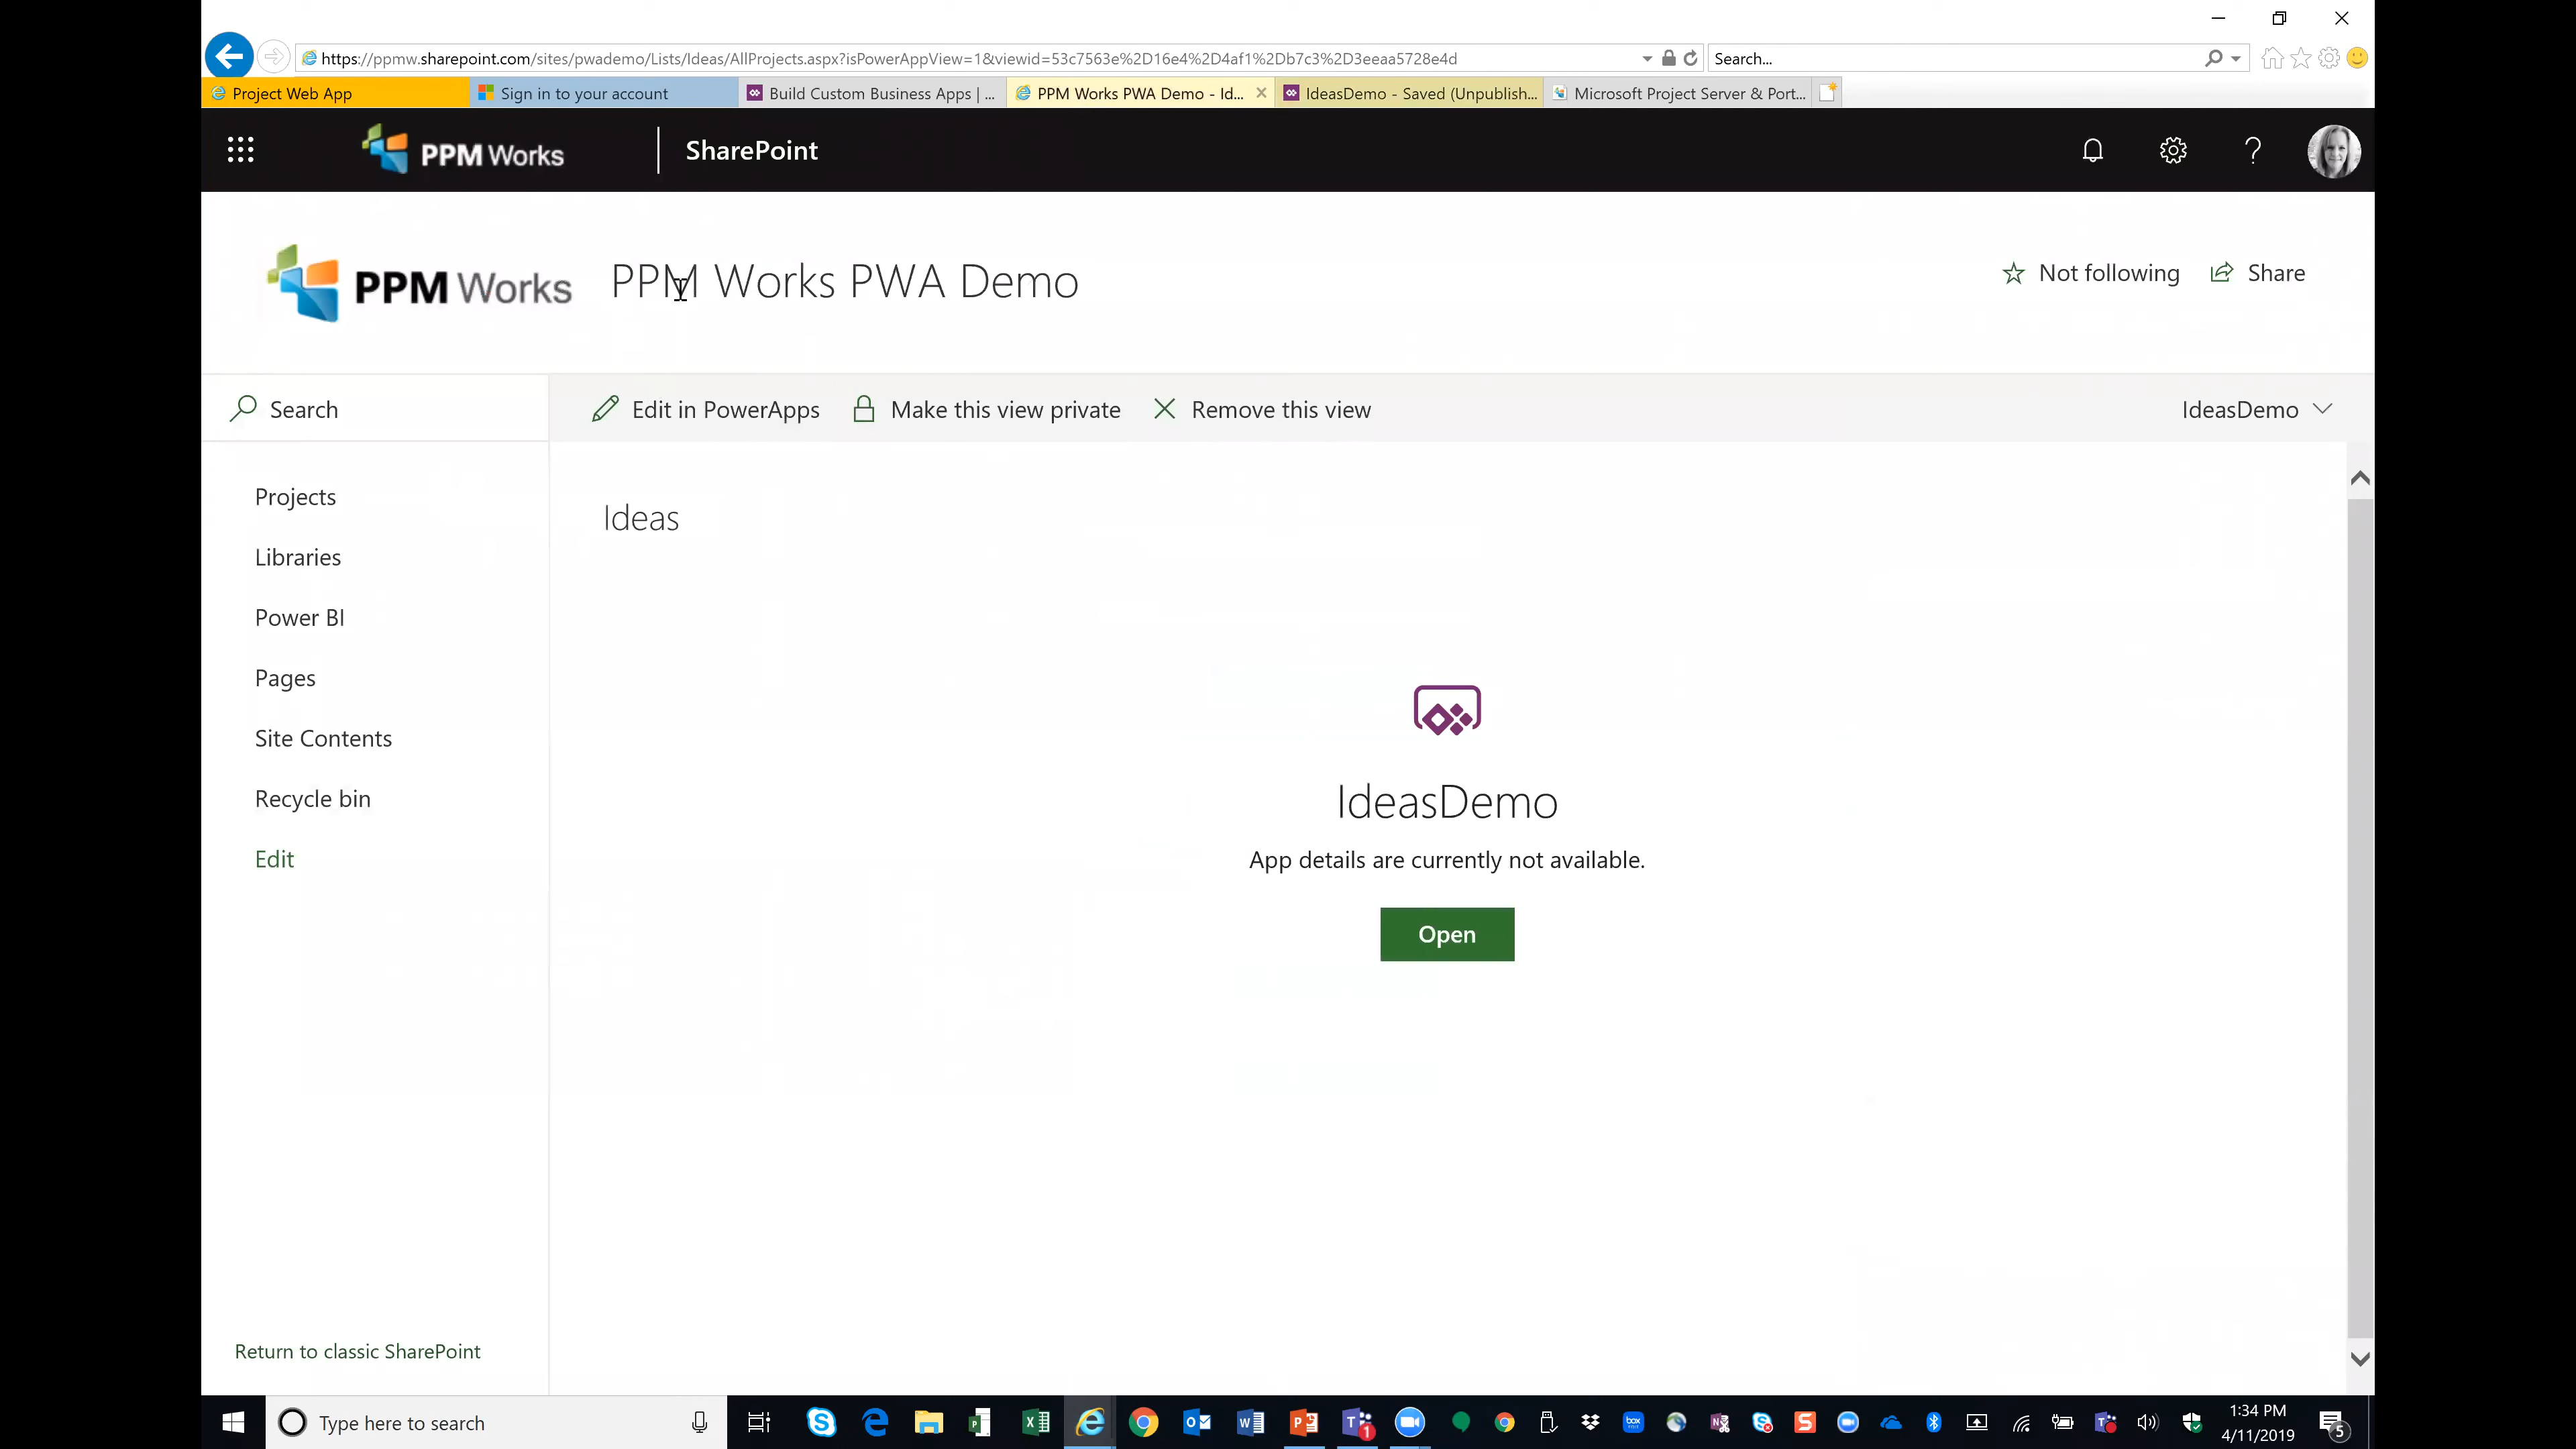 https://ppmw.sharepoint.com/sites/pwademo/Lists/Ideas/AllProjects.aspx?isPowerAppView=1&viewid=53c7563e%2D16e4%2D4af1%2Db7c3%2D3eeaa5728e4d
Search...
Project Web App
Sign in to your account
Build Custom Business Apps | ...
PPM Works PWA Demo - Id...
IdeasDemo - Saved (Unpublish...
Microsoft Project Server & Port...
PPM Works
SharePoint
PPM Works
PPM Works PWA Demo
Not following
Share
Search
Edit in PowerApps
Make this view private
Remove this view
IdeasDemo
Projects
Libraries
Power BI
Pages
Site Contents
Recycle bin
Edit
Return to classic SharePoint
Ideas
IdeasDemo
App details are currently not available.
Open
Type here to search
1:34 PM
4/11/2019
5